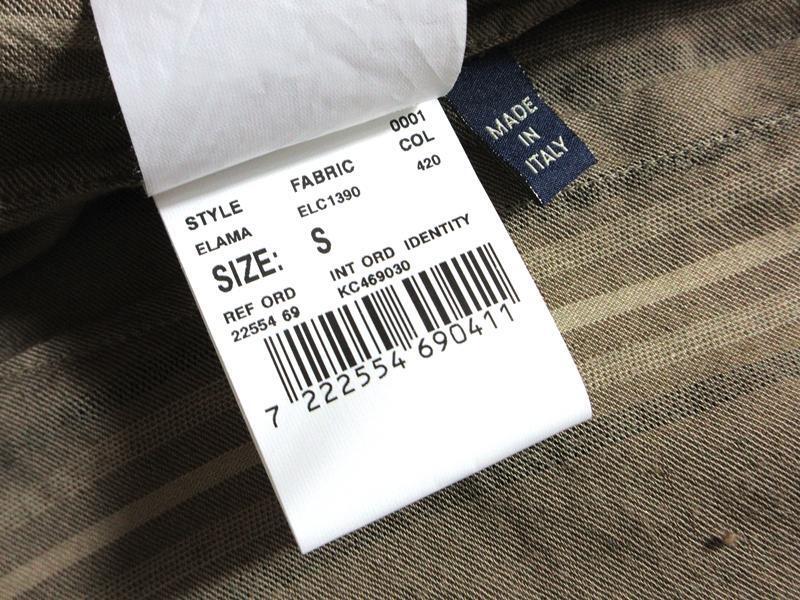 0001
STYLE FABRIC COL
ELAMA ELC1390 420
SIZE: S
REF ORD INT ORD IDENTITY
22554 69 KC469030
7 222554 690411
MADE
IN
ITALY